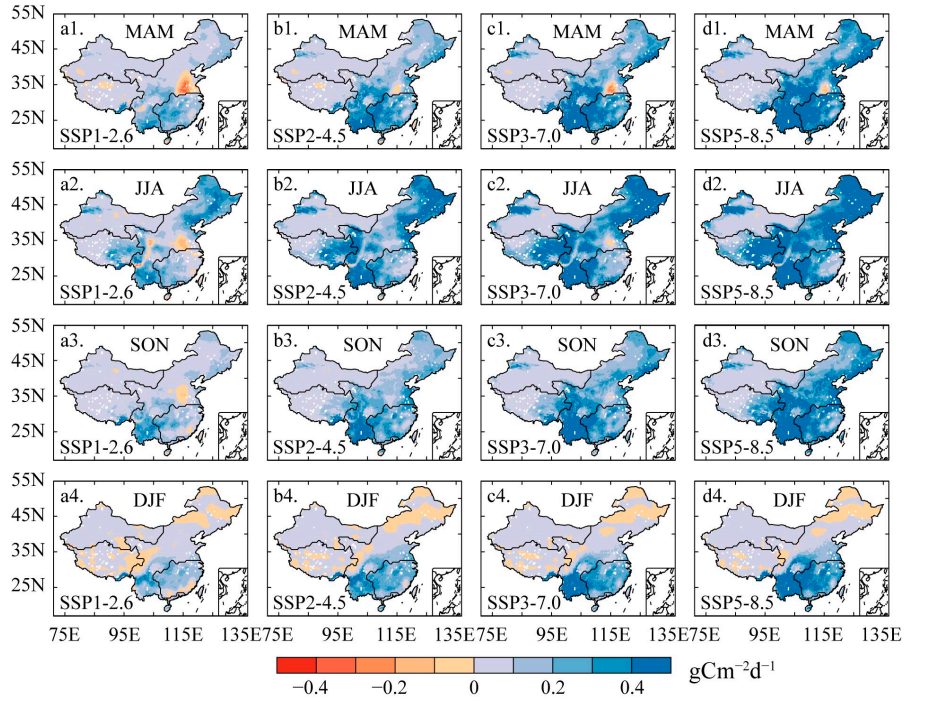 55N a1. MAM b1. MAM c1. MAM d1. MAM
45N
35N
25N SSP1-2.6 SSP2-4.5 SSP3-7.0 SSP5-8.5
55N a2. JJA b2. JJA c2. JJA d2. JJA
45N
35N
25N SSP1-2.6 SSP2-4.5 SSP3-7.0 SSP5-8.5
55N a3. SON b3. SON c3. SON d3. SON
45N
35N
25N SSP1-2.6 SSP2-4.5 SSP3-7.0 SSP5-8.5
55N a4. DJF b4. DJF c4. DJF d4. DJF
45N
35N
25N SSP1-2.6 SSP2-4.5 SSP3-7.0 SSP5-8.5
75E 95E 115E 135E75E 95E 115E 135E75E 95E 115E 135E75E 95E 115E 135E
−0.4 −0.2 0 0.2 0.4 gCm⁻²d⁻¹